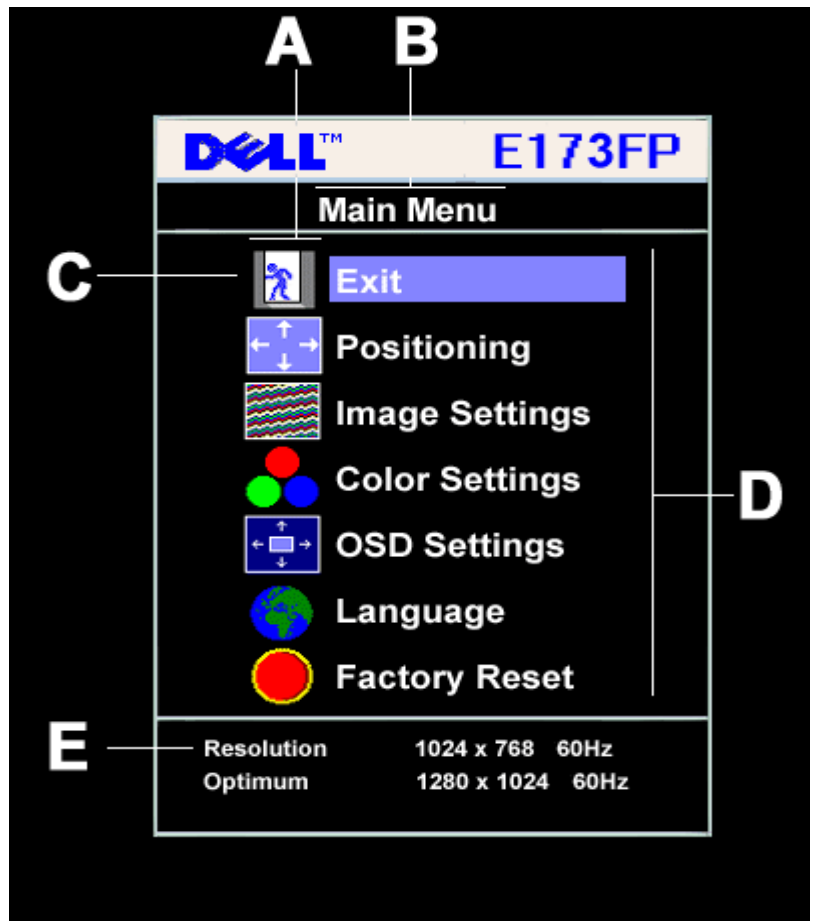 A B
DELL™ E173FP
Main Menu
C
Exit
Positioning
Image Settings
Color Settings
D
OSD Settings
Language
Factory Reset
E
Resolution 1024 x 768 60Hz
Optimum 1280 x 1024 60Hz